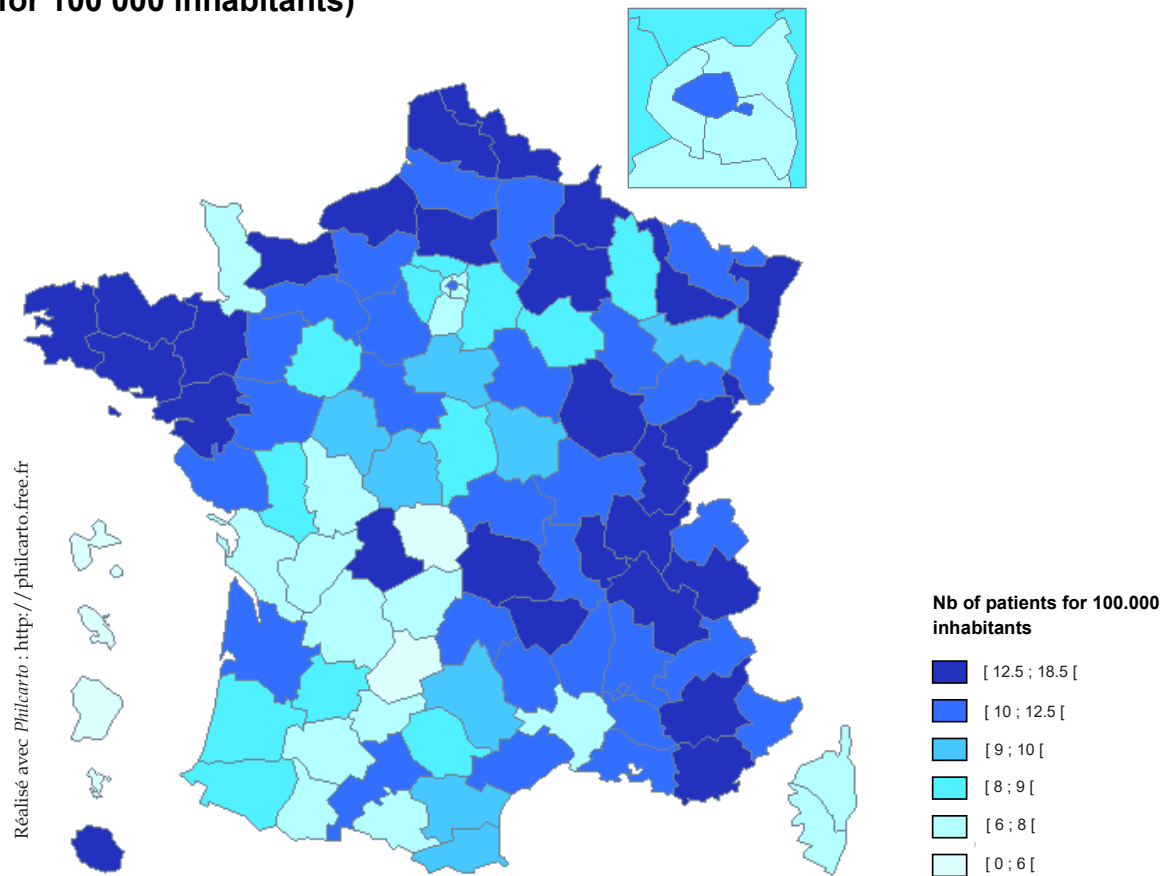 for 100 000 inhabitants)
Réalisé avec Philcarto : http://philcarto.free.fr
Nb of patients for 100.000
inhabitants
[ 12.5 ; 18.5 [
[ 10 ; 12.5 [
[ 9 ; 10 [
[ 8 ; 9 [
[ 6 ; 8 [
[ 0 ; 6 [